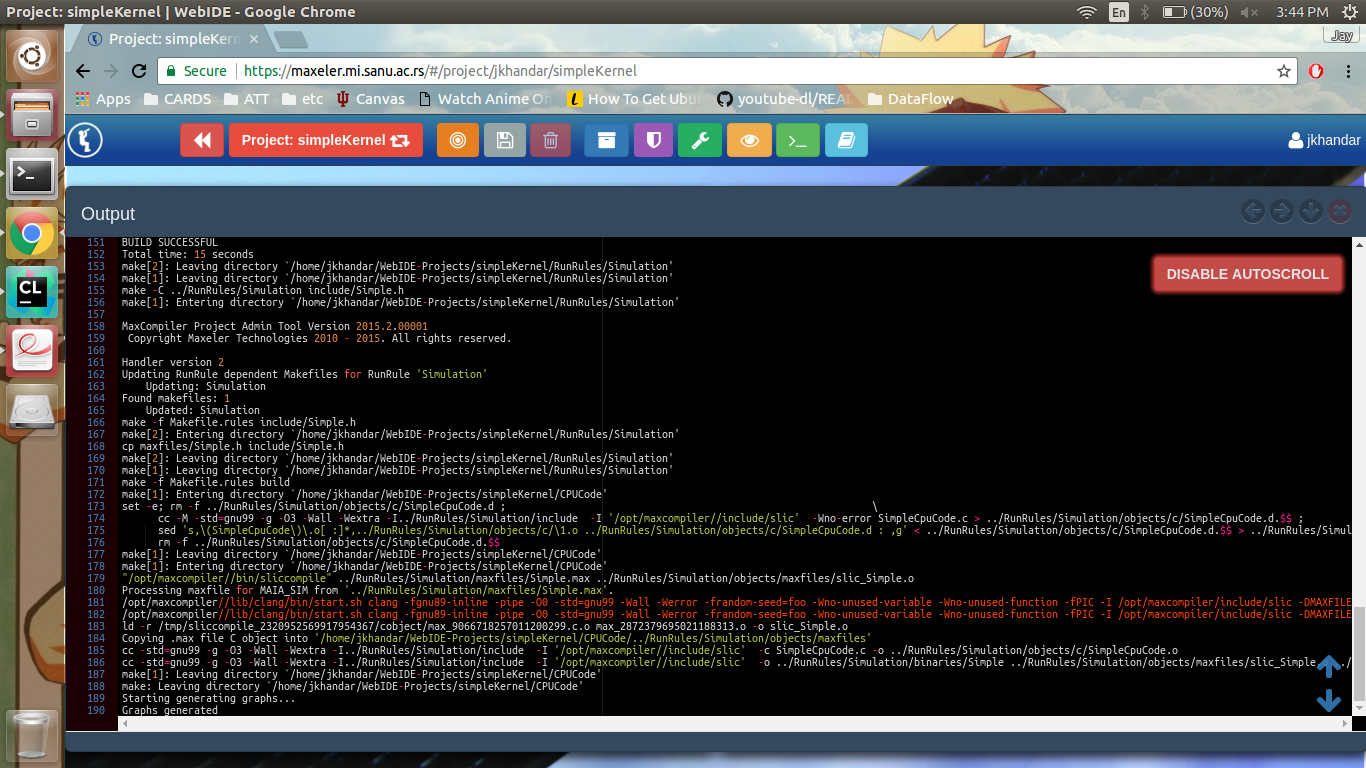 Project: simpleKernel | WebIDE - Google Chrome
En
(30%)
3:44 PM
Project: simpleKern
Jay
Secure
https://maxeler.mi.sanu.ac.rs/#/project/jkhandar/simpleKernel
Apps CARDS ATT etc Canvas Watch Anime On How To Get Ubun youtube-dl/READ DataFlow
Project: simpleKernel
jkhandar
Output
DISABLE AUTOSCROLL
151 BUILD SUCCESSFUL
152 Total time: 15 seconds
153 make[2]: Leaving directory `/home/jkhandar/WebIDE-Projects/simpleKernel/RunRules/Simulation'
154 make[1]: Leaving directory `/home/jkhandar/WebIDE-Projects/simpleKernel/RunRules/Simulation'
155 make -C ../RunRules/Simulation include/Simple.h
156 make[1]: Entering directory `/home/jkhandar/WebIDE-Projects/simpleKernel/RunRules/Simulation'
157
158 MaxCompiler Project Admin Tool Version 2015.2.00001
159 Copyright Maxeler Technologies 2010 - 2015. All rights reserved.
160
161 Handler version 2
162 Updating RunRule dependent Makefiles for RunRule 'Simulation'
163 Updating: Simulation
164 Found makefiles: 1
165 Updated: Simulation
166 make -f Makefile.rules include/Simple.h
167 make[2]: Entering directory `/home/jkhandar/WebIDE-Projects/simpleKernel/RunRules/Simulation'
168 cp maxfiles/Simple.h include/Simple.h
169 make[2]: Leaving directory `/home/jkhandar/WebIDE-Projects/simpleKernel/RunRules/Simulation'
170 make[1]: Leaving directory `/home/jkhandar/WebIDE-Projects/simpleKernel/RunRules/Simulation'
171 make -f Makefile.rules build
172 make[1]: Entering directory `/home/jkhandar/WebIDE-Projects/simpleKernel/CPUCode'
173 set -e; rm -f ../RunRules/Simulation/objects/c/SimpleCpuCode.d ; \
174 cc -M -std=gnu99 -g -O3 -Wall -Wextra -I../RunRules/Simulation/include -I '/opt/maxcompiler//include/slic' -Wno-error SimpleCpuCode.c > ../RunRules/Simulation/objects/c/SimpleCpuCode.d.$$ ;
175 sed 's,\(SimpleCpuCode\)\.o[ :]*,../RunRules/Simulation/objects/c/\1.o ../RunRules/Simulation/objects/c/SimpleCpuCode.d : ,g' < ../RunRules/Simulation/objects/c/SimpleCpuCode.d.$$ > ../RunRules/Simul
176 rm -f ../RunRules/Simulation/objects/c/SimpleCpuCode.d.$$
177 make[1]: Leaving directory `/home/jkhandar/WebIDE-Projects/simpleKernel/CPUCode'
178 make[1]: Entering directory `/home/jkhandar/WebIDE-Projects/simpleKernel/CPUCode'
179 "/opt/maxcompiler//bin/sliccompile" ../RunRules/Simulation/maxfiles/Simple.max ../RunRules/Simulation/objects/maxfiles/slic_Simple.o
180 Processing maxfile for MAIA_SIM from '../RunRules/Simulation/maxfiles/Simple.max'.
181 /opt/maxcompiler//lib/clang/bin/start.sh clang -fgnu89-inline -pipe -O0 -std=gnu99 -Wall -Werror -frandom-seed=foo -Wno-unused-variable -Wno-unused-function -fPIC -I /opt/maxcompiler/include/slic -DMAXFILE
182 /opt/maxcompiler//lib/clang/bin/start.sh clang -fgnu89-inline -pipe -O0 -std=gnu99 -Wall -Werror -frandom-seed=foo -Wno-unused-variable -Wno-unused-function -fPIC -I /opt/maxcompiler/include/slic -DMAXFILE
183 ld -r /tmp/sliccompile_2320952569917954367/cobject/max_9066718257011200299.c.o max_2872379695021188313.o -o slic_Simple.o
184 Copying .max file C object into '/home/jkhandar/WebIDE-Projects/simpleKernel/CPUCode/../RunRules/Simulation/objects/maxfiles'
185 cc -std=gnu99 -g -O3 -Wall -Wextra -I../RunRules/Simulation/include -I '/opt/maxcompiler//include/slic' -c SimpleCpuCode.c -o ../RunRules/Simulation/objects/c/SimpleCpuCode.o
186 cc -std=gnu99 -g -O3 -Wall -Wextra -I../RunRules/Simulation/include -I '/opt/maxcompiler//include/slic' -o ../RunRules/Simulation/binaries/Simple ../RunRules/Simulation/objects/maxfiles/slic_Simple
187 make[1]: Leaving directory `/home/jkhandar/WebIDE-Projects/simpleKernel/CPUCode'
188 make: Leaving directory `/home/jkhandar/WebIDE-Projects/simpleKernel/CPUCode'
189 Starting generating graphs...
190 Graphs generated